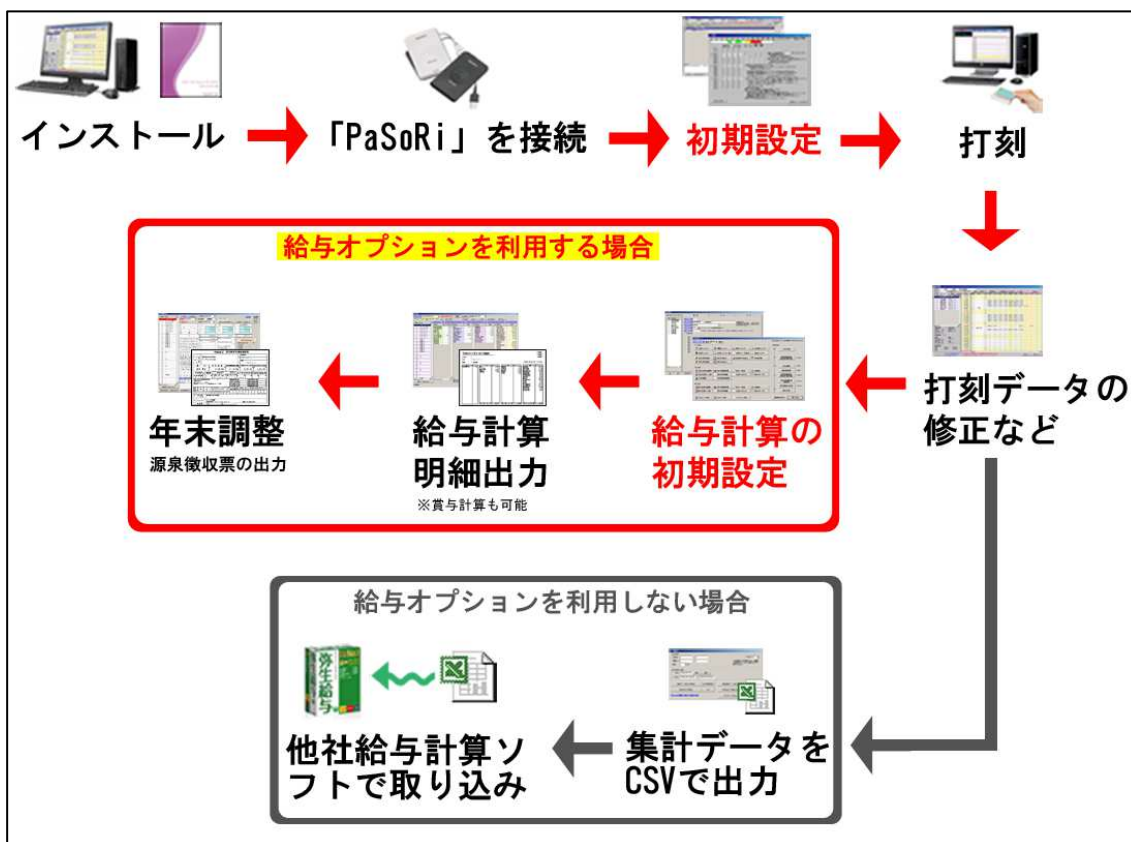 インストール
「PaSoRi」を接続
初期設定
打刻
打刻データの
修正など
給与オプションを利用する場合
給与計算の
初期設定
給与計算
明細出力
※賞与計算も可能
年末調整
源泉徴収票の出力
給与オプションを利用しない場合
集計データを
CSVで出力
弥生給与
他社給与計算ソ
フトで取り込み